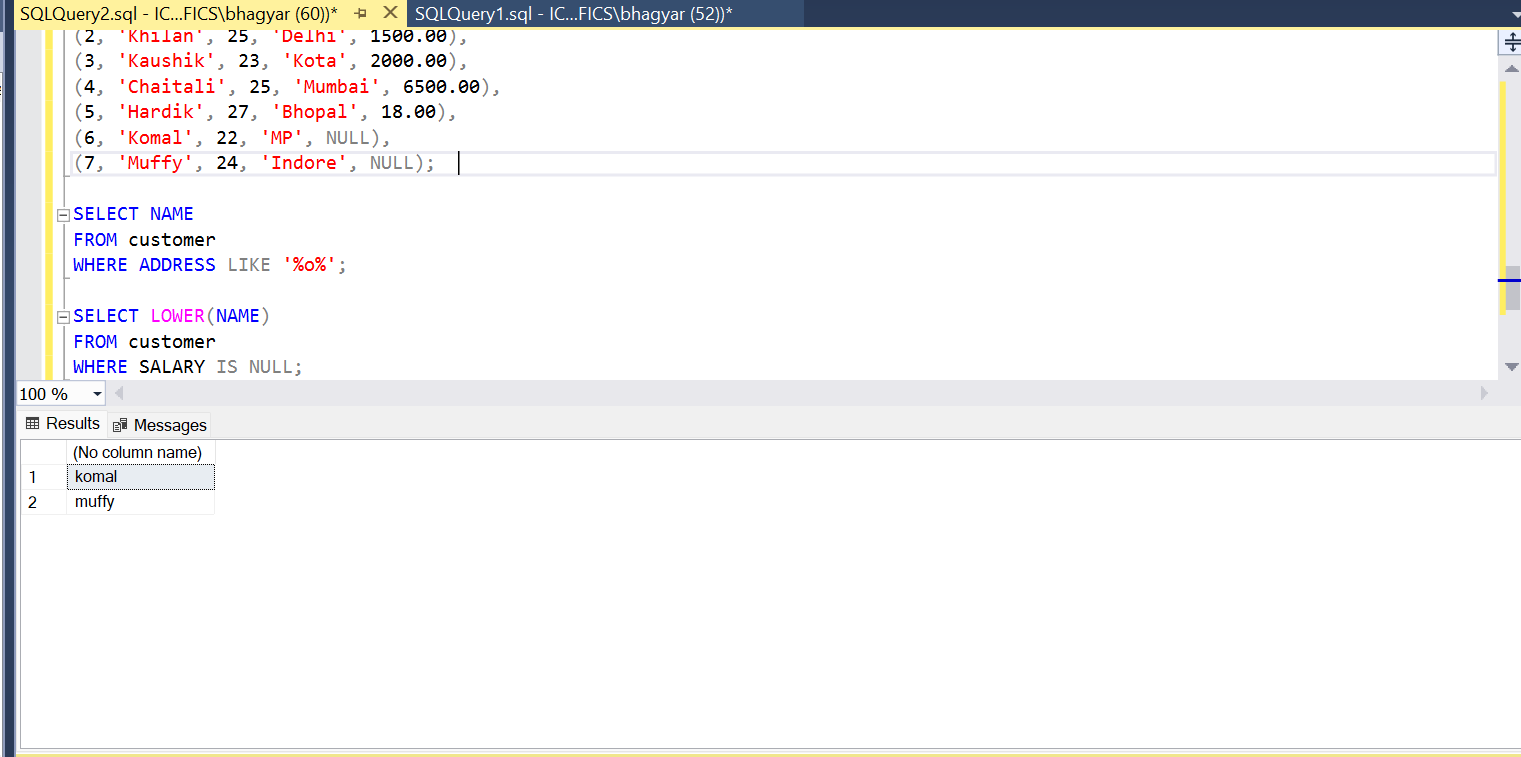 SQLQuery2.sql - IC...FICS\bhagyar (60))* SQLQuery1.sql - IC...FICS\bhagyar (52))*
(2, 'Khilan', 25, 'Delhi', 1500.00),
(3, 'Kaushik', 23, 'Kota', 2000.00),
(4, 'Chaitali', 25, 'Mumbai', 6500.00),
(5, 'Hardik', 27, 'Bhopal', 18.00),
(6, 'Komal', 22, 'MP', NULL),
(7, 'Muffy', 24, 'Indore', NULL);
SELECT NAME
FROM customer
WHERE ADDRESS LIKE '%o%';
SELECT LOWER(NAME)
FROM customer
WHERE SALARY IS NULL;
100 %
Results Messages
(No column name)
1 komal
2 muffy